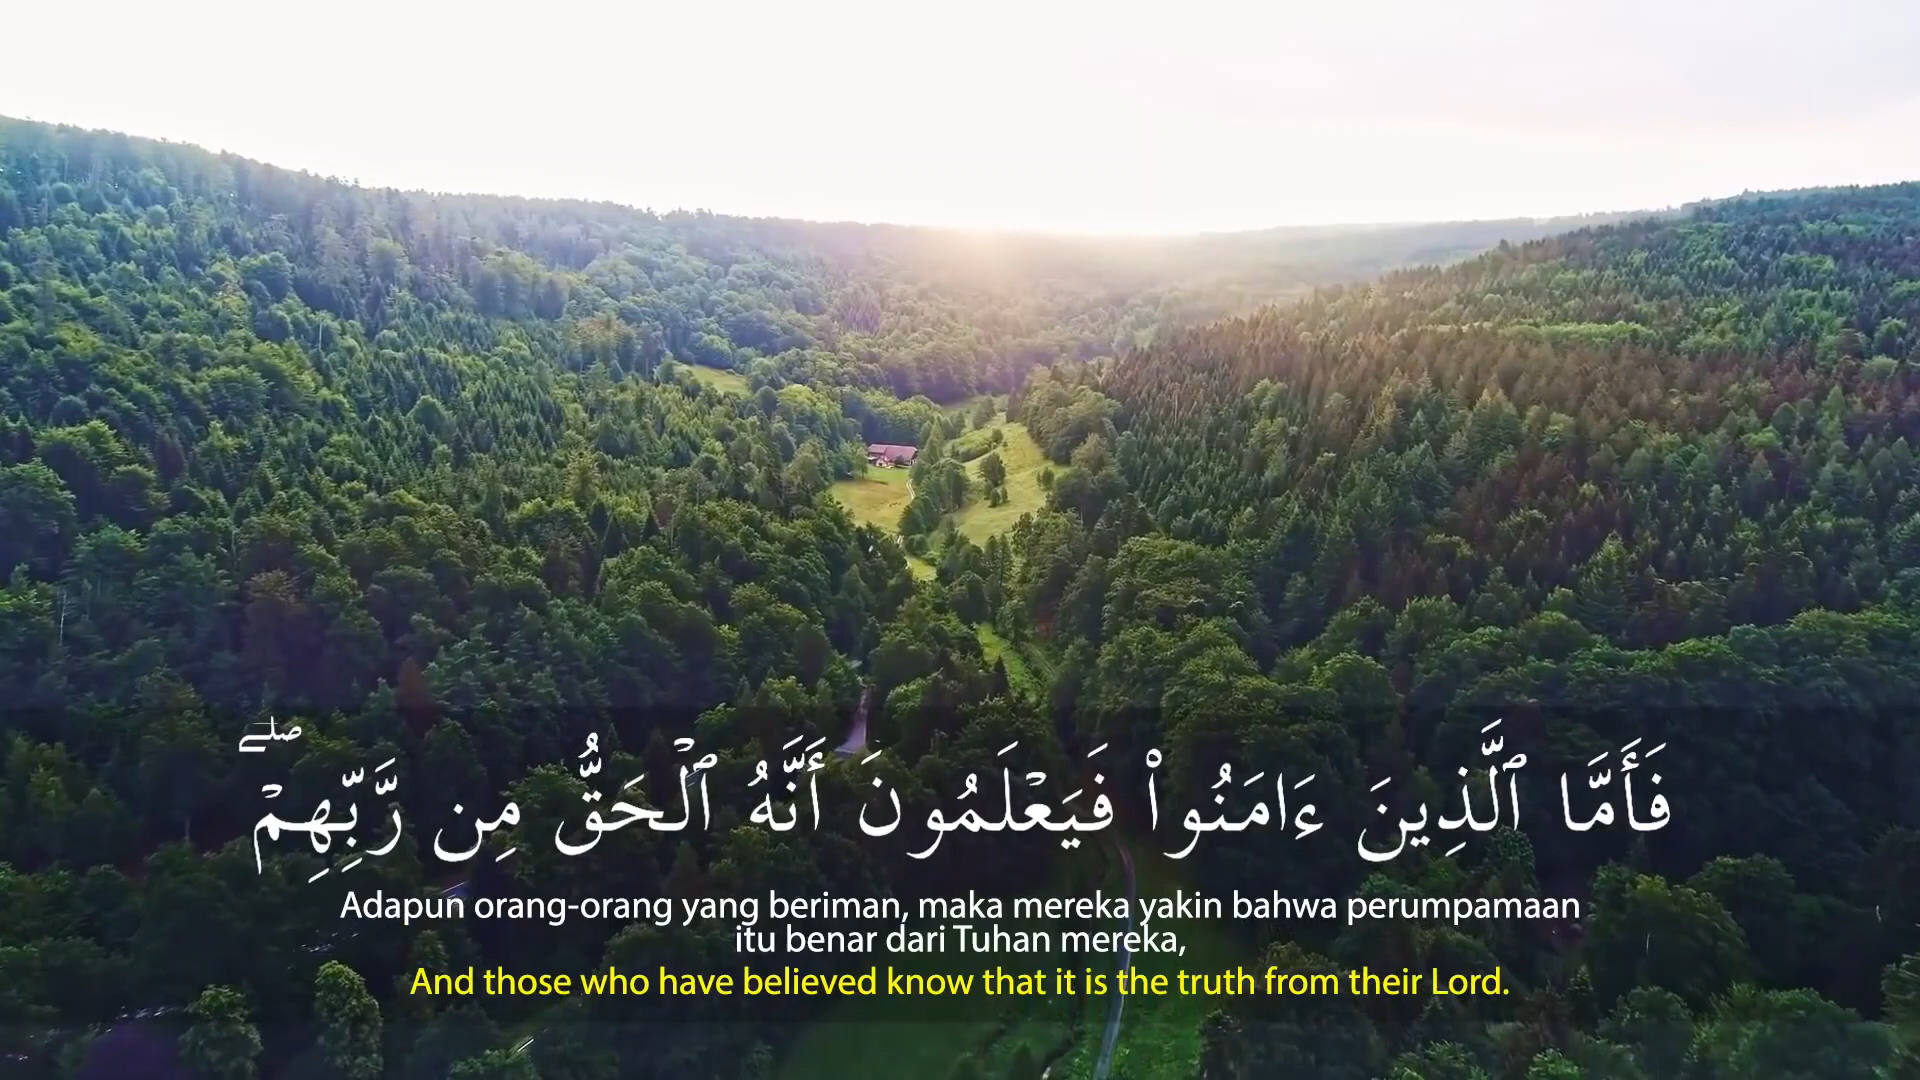 فَأَمَّا ٱلَّذِينَ ءَامَنُوا۟ فَيَعْلَمُونَ أَنَّهُ ٱلْحَقُّ مِن رَّبِّهِمْ ۖ
Adapun orang-orang yang beriman, maka mereka yakin bahwa perumpamaan
itu benar dari Tuhan mereka,
And those who have believed know that it is the truth from their Lord.